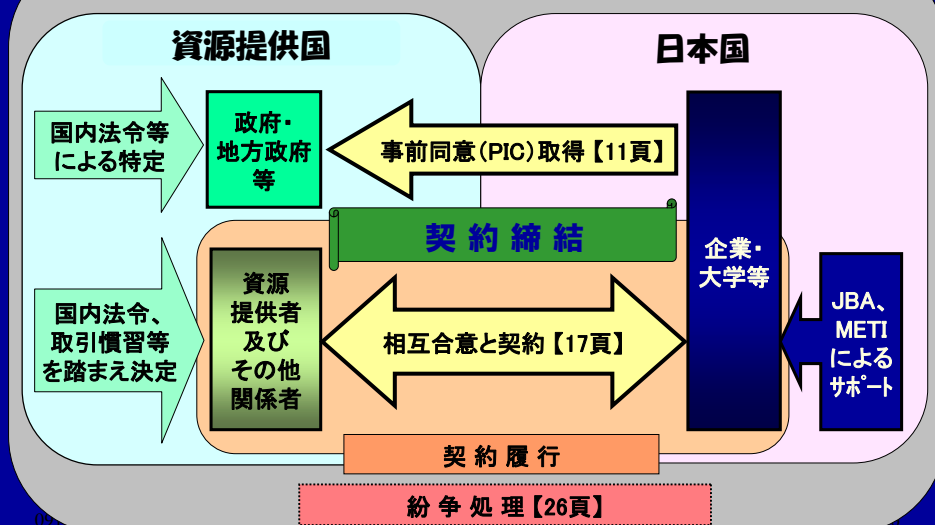 資源提供国
日本国
国内法令等
による特定
政府・
地方政府
等
事前同意(PIC)取得【11頁】
契約締結
企業・
大学等
国内法令、
取引慣習等
を踏まえ決定
資源
提供者
及び
その他
関係者
相互合意と契約【17頁】
JBA、
METI
による
ｻﾎﾟｰﾄ
契約履行
紛争処理【26頁】